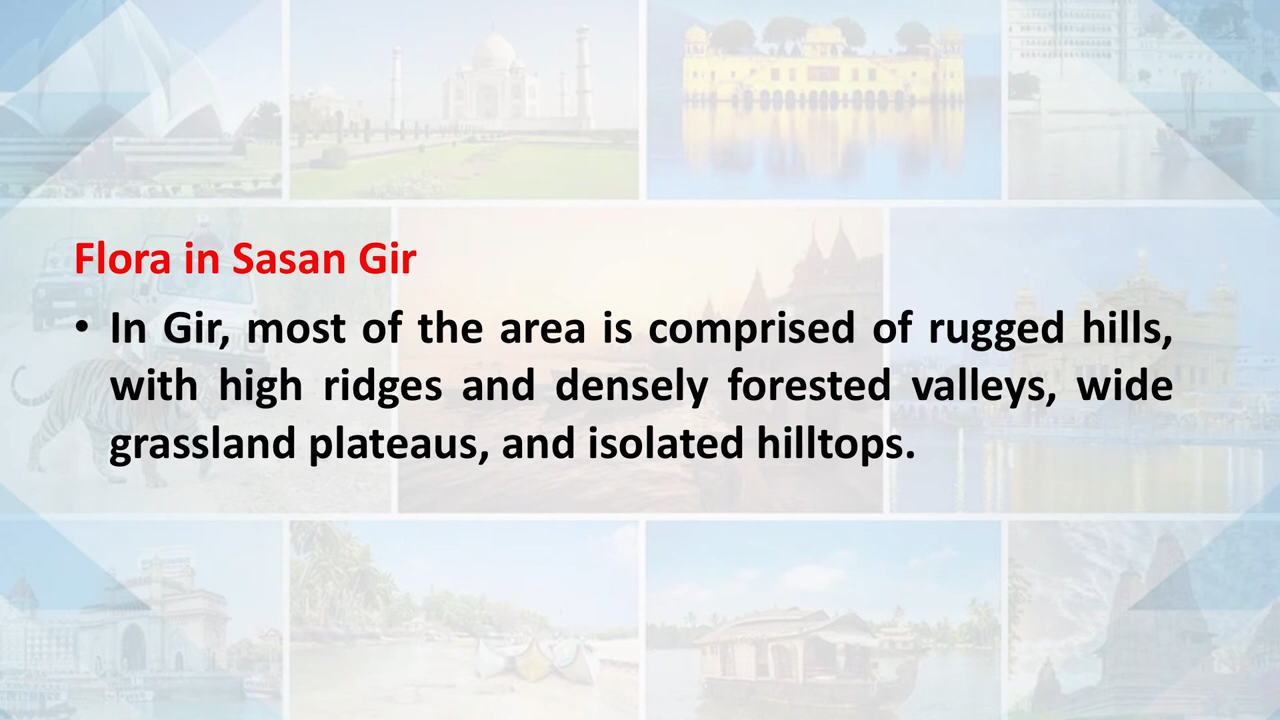 Flora in Sasan Gir
• In Gir, most of the area is comprised of rugged hills,
with high ridges and densely forested valleys, wide
grassland plateaus, and isolated hilltops.